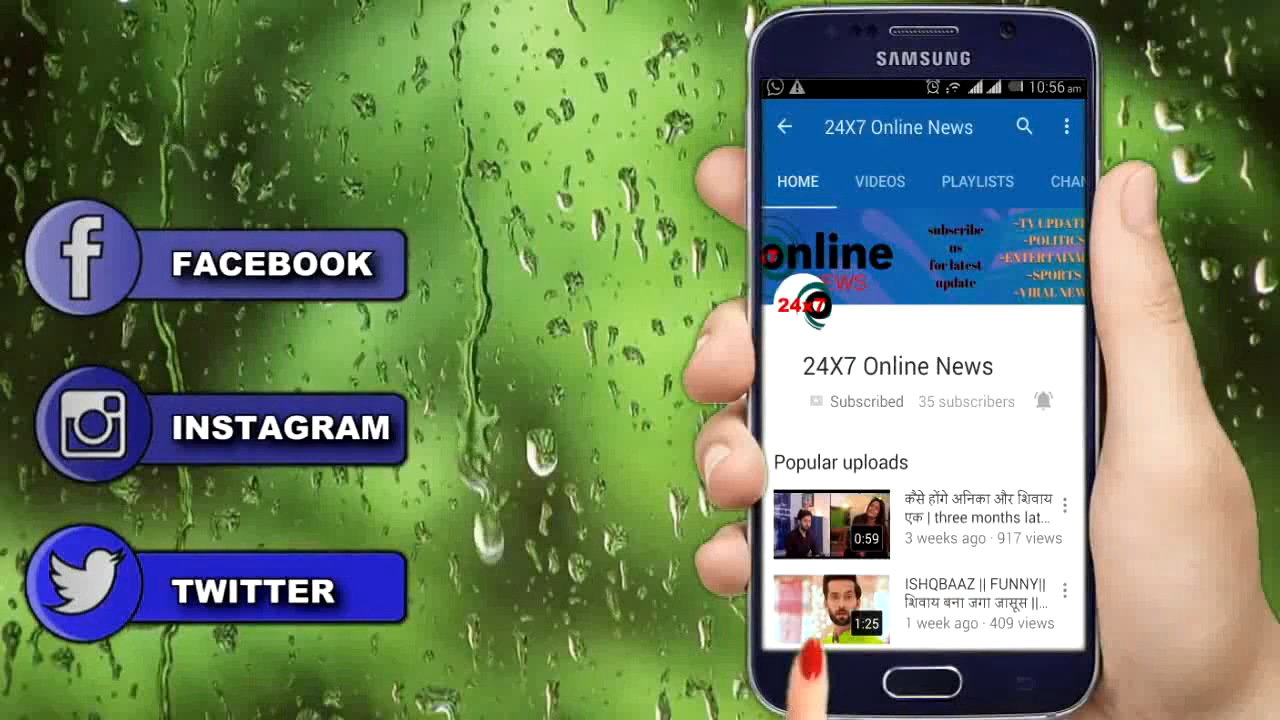 FACEBOOK
INSTAGRAM
TWITTER
SAMSUNG
10:56 am
24X7 Online News
HOME VIDEOS PLAYLISTS CHAN
online
NEWS
24x7
subscribe
us
for latest
update
~TV UPDATE
~POLITICS
~ENTERTAINM
~SPORTS
~VIRAL NEW
24X7 Online News
Subscribed 35 subscribers
Popular uploads
0:59
कैसे होंगे अनिका और शिवाय
एक | three months lat...
3 weeks ago · 917 views
1:25
ISHQBAAZ || FUNNY||
शिवाय बना जगा जासूस ||...
1 week ago · 409 views